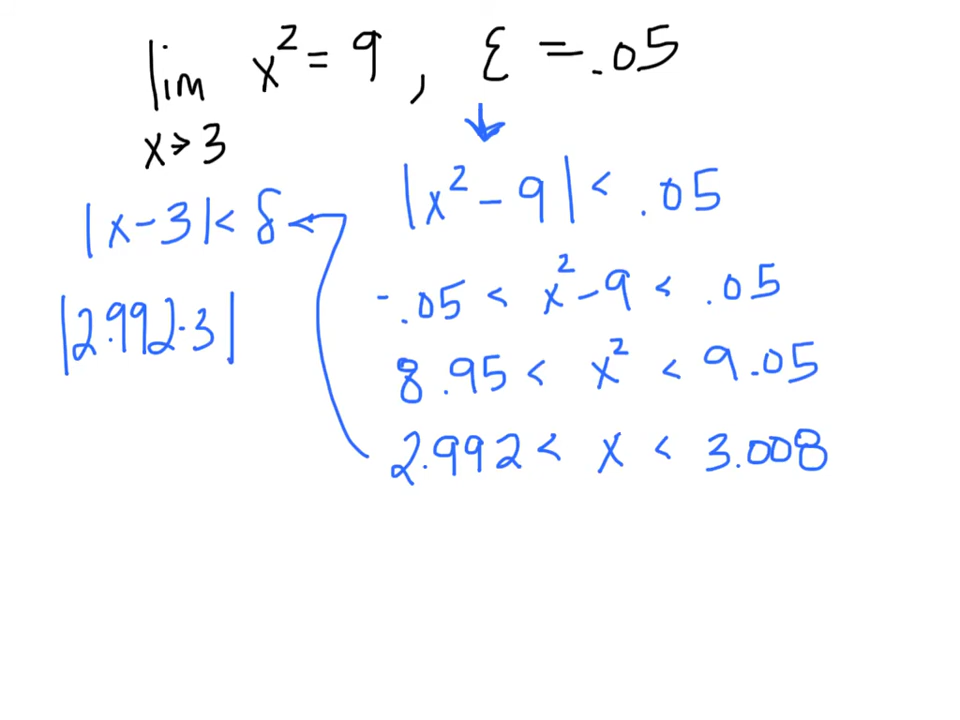 lim x² = 9 , ε = .05
x→3
|x² - 9| < .05
|x - 3| < δ
-.05 < x² - 9 < .05
|2.992 - 3|
8.95 < x² < 9.05
2.992 < x < 3.008